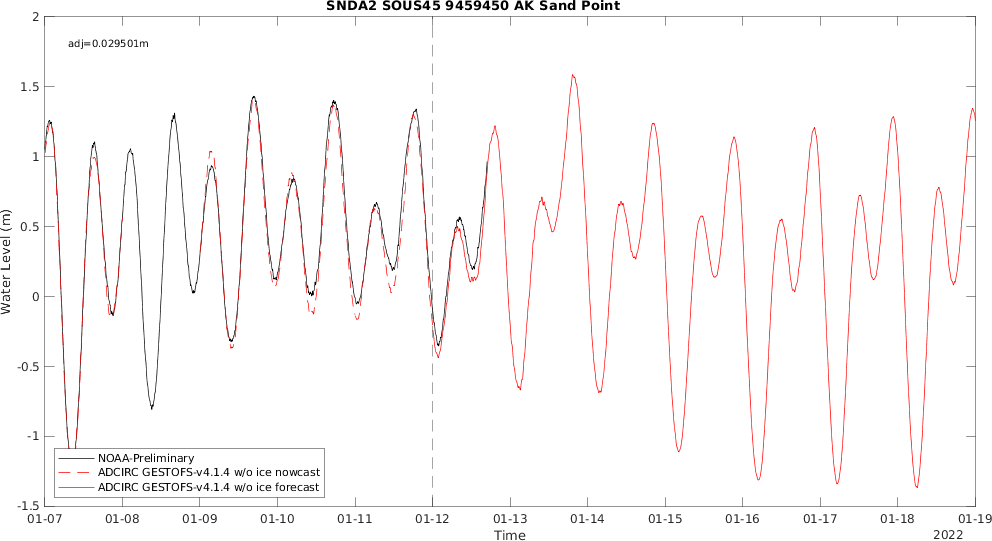 SNDA2 SOUS45 9459450 AK Sand Point
adj=0.029501m
2
1.5
1
0.5
0
-0.5
-1
-1.5
Water Level (m)
NOAA-Preliminary
ADCIRC GESTOFS-v4.1.4 w/o ice nowcast
ADCIRC GESTOFS-v4.1.4 w/o ice forecast
01-07 01-08 01-09 01-10 01-11 01-12 01-13 01-14 01-15 01-16 01-17 01-18 01-19
Time
2022